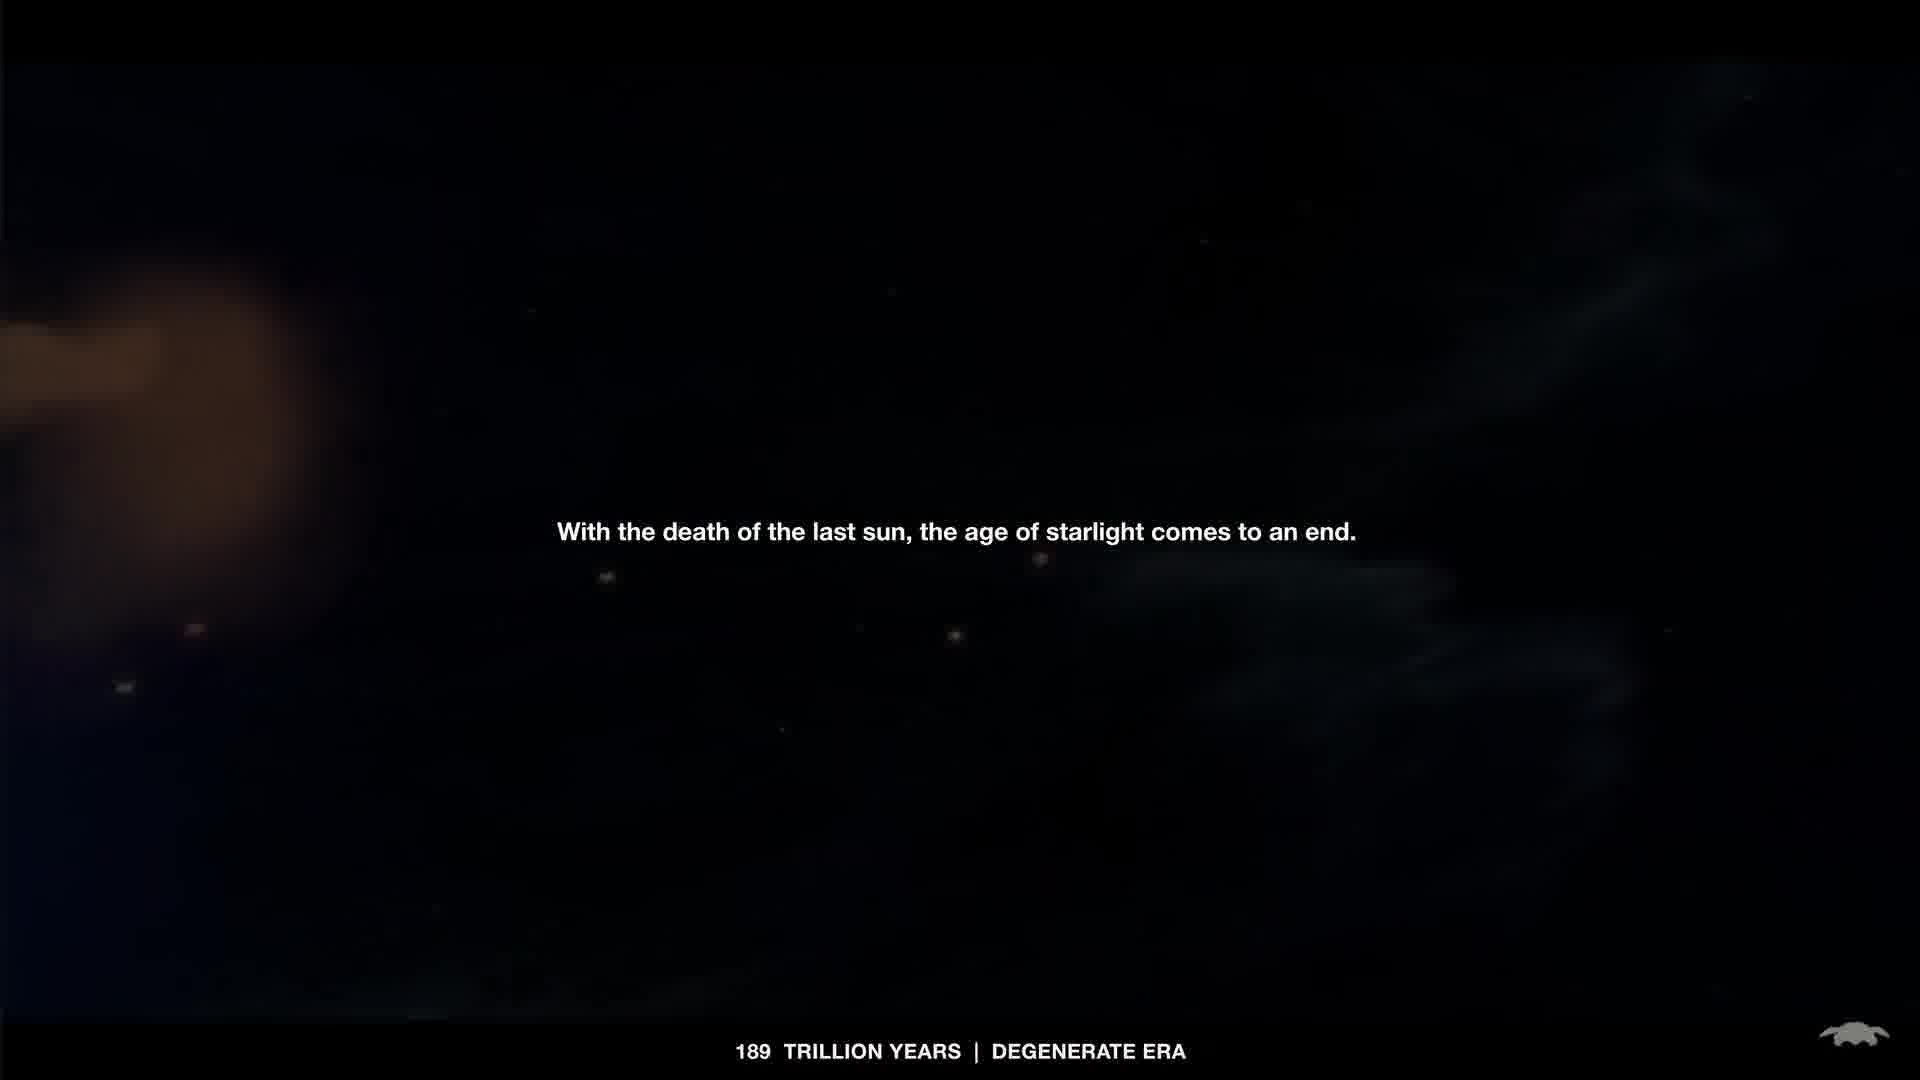 With the death of the last sun, the age of starlight comes to an end.
189 TRILLION YEARS | DEGENERATE ERA